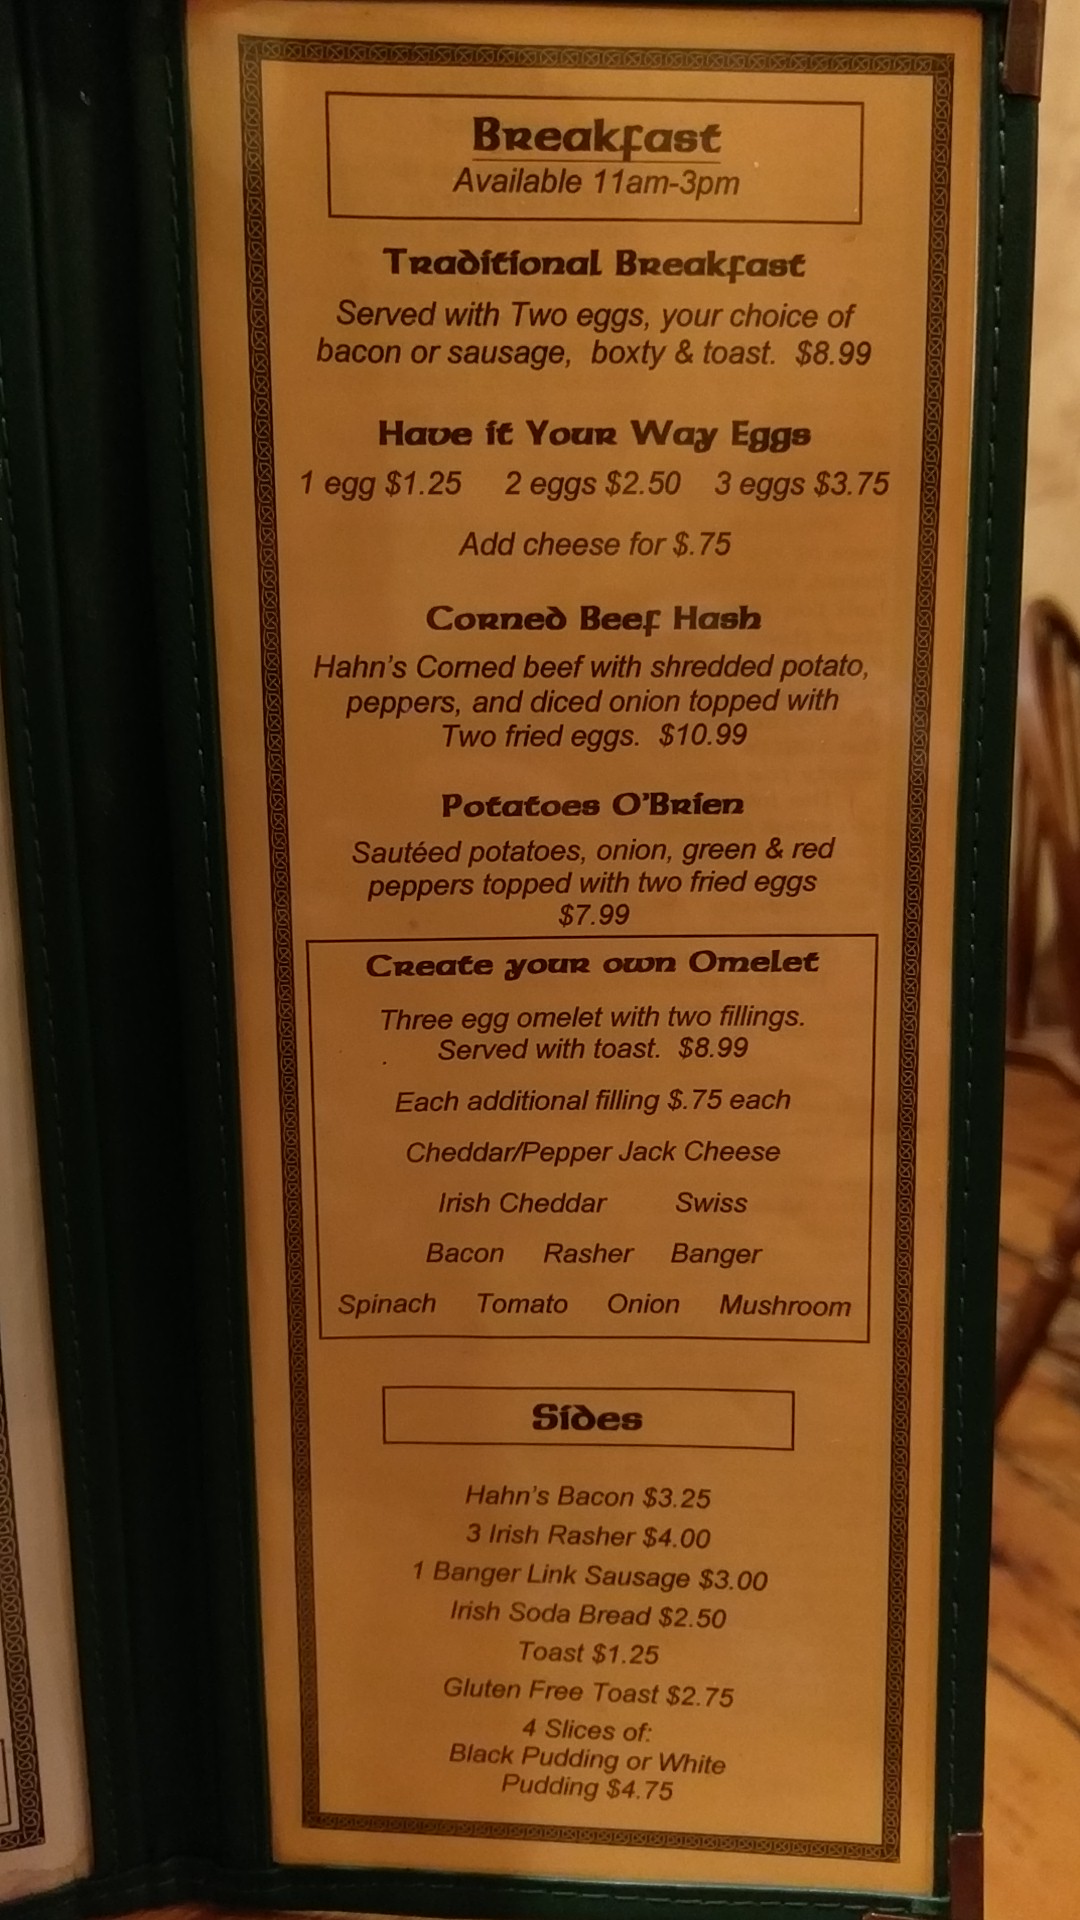 Breakfast
Available 11am-3pm
Traditional Breakfast
Served with Two eggs, your choice of
bacon or sausage, boxty & toast. $8.99
Have it Your Way Eggs
1 egg $1.25 2 eggs $2.50 3 eggs $3.75
Add cheese for $.75
Corned Beef Hash
Hahn's Corned beef with shredded potato,
peppers, and diced onion topped with
Two fried eggs. $10.99
Potatoes O'Brien
Sautéed potatoes, onion, green & red
peppers topped with two fried eggs
$7.99
Create your own Omelet
Three egg omelet with two fillings.
Served with toast. $8.99
Each additional filling $.75 each
Cheddar/Pepper Jack Cheese
Irish Cheddar Swiss
Bacon Rasher Banger
Spinach Tomato Onion Mushroom
Sides
Hahn's Bacon $3.25
3 Irish Rasher $4.00
1 Banger Link Sausage $3.00
Irish Soda Bread $2.50
Toast $1.25
Gluten Free Toast $2.75
4 Slices of:
Black Pudding or White
Pudding $4.75